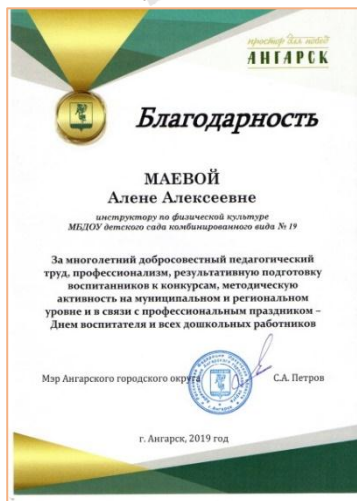 простор для побед
АНГАРСК
Благодарность
МАЕВОЙ
Алене Алексеевне
инструктору по физической культуре
МБДОУ детского сада комбинированного вида № 19
За многолетний добросовестный педагогический
труд, профессионализм, результативную подготовку
воспитанников к конкурсам, методическую
активность на муниципальном и региональном
уровне и в связи с профессиональным праздником –
Днем воспитателя и всех дошкольных работников
Мэр Ангарского городского округа
С.А. Петров
г. Ангарск, 2019 год